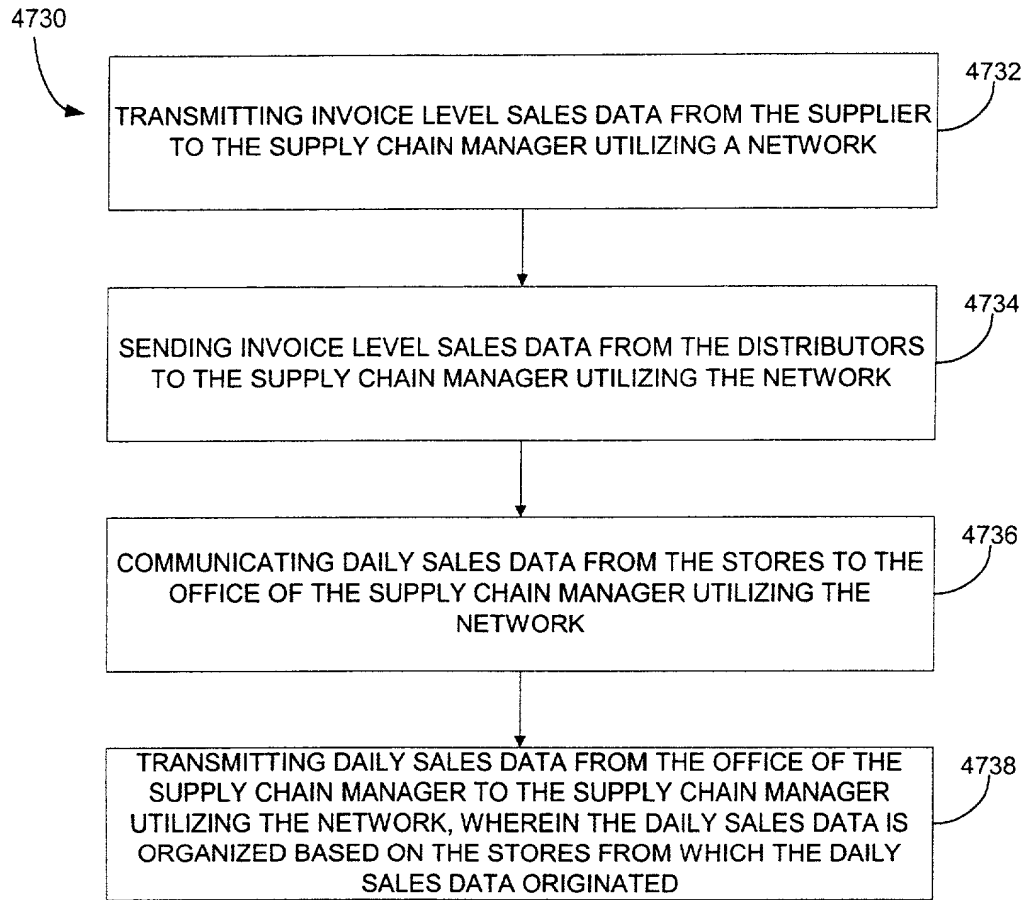 4730
4732
TRANSMITTING INVOICE LEVEL SALES DATA FROM THE SUPPLIER
TO THE SUPPLY CHAIN MANAGER UTILIZING A NETWORK
4734
SENDING INVOICE LEVEL SALES DATA FROM THE DISTRIBUTORS
TO THE SUPPLY CHAIN MANAGER UTILIZING THE NETWORK
4736
COMMUNICATING DAILY SALES DATA FROM THE STORES TO THE
OFFICE OF THE SUPPLY CHAIN MANAGER UTILIZING THE
NETWORK
4738
TRANSMITTING DAILY SALES DATA FROM THE OFFICE OF THE
SUPPLY CHAIN MANAGER TO THE SUPPLY CHAIN MANAGER
UTILIZING THE NETWORK, WHEREIN THE DAILY SALES DATA IS
ORGANIZED BASED ON THE STORES FROM WHICH THE DAILY
SALES DATA ORIGINATED